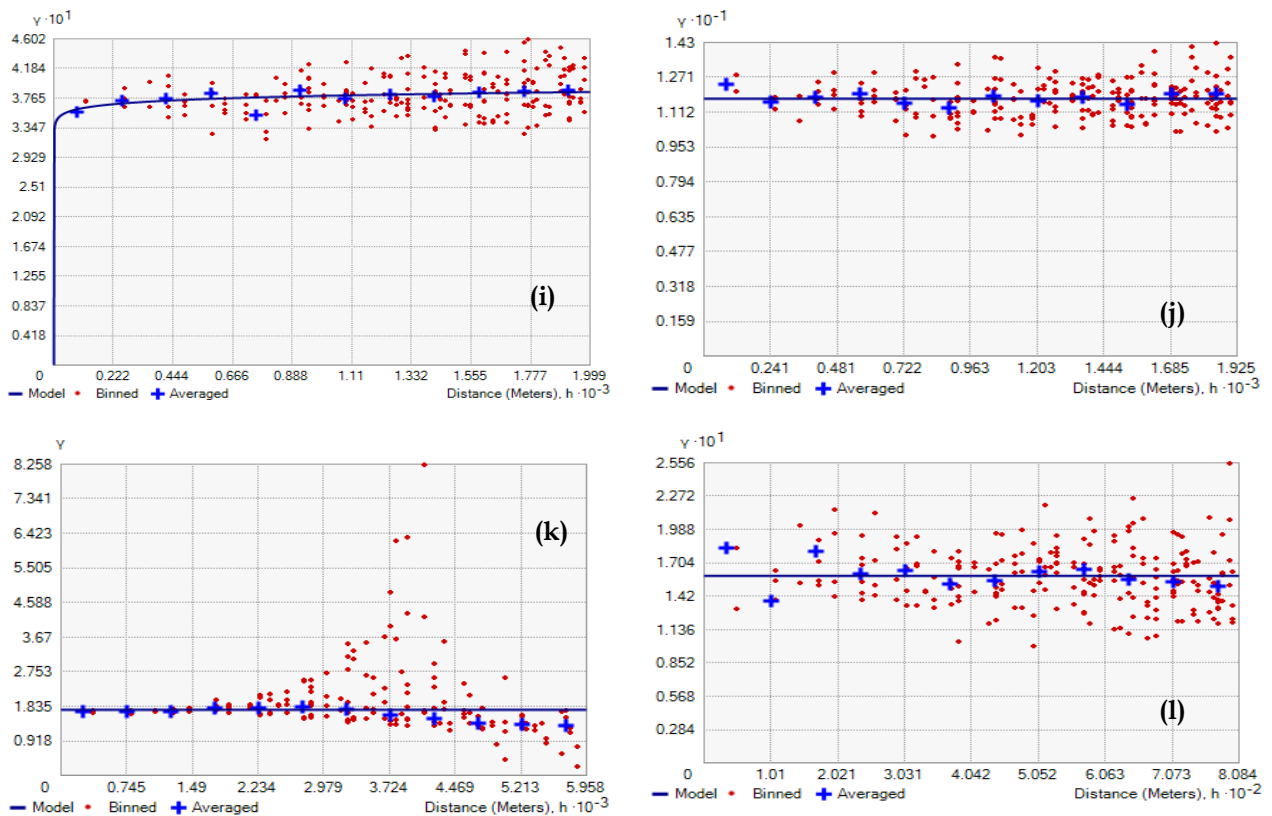 γ ·10¹
4.602
4.184
3.765
3.347
2.929
2.51
2.092
1.674
1.255
0.837
0.418
(i)
0 0.222 0.444 0.666 0.888 1.11 1.332 1.555 1.777 1.999
Model Binned Averaged Distance (Meters), h ·10⁻³
γ ·10⁻¹
1.43
1.271
1.112
0.953
0.794
0.635
0.477
0.318
0.159
(j)
0 0.241 0.481 0.722 0.963 1.203 1.444 1.685 1.925
Model Binned Averaged Distance (Meters), h ·10⁻³
γ
8.258
7.341
6.423
5.505
4.588
3.67
2.753
1.835
0.918
(k)
0 0.745 1.49 2.234 2.979 3.724 4.469 5.213 5.958
Model Binned Averaged Distance (Meters), h ·10⁻³
γ ·10¹
2.556
2.272
1.988
1.704
1.42
1.136
0.852
0.568
0.284
(l)
0 1.01 2.021 3.031 4.042 5.052 6.063 7.073 8.084
Model Binned Averaged Distance (Meters), h ·10⁻²